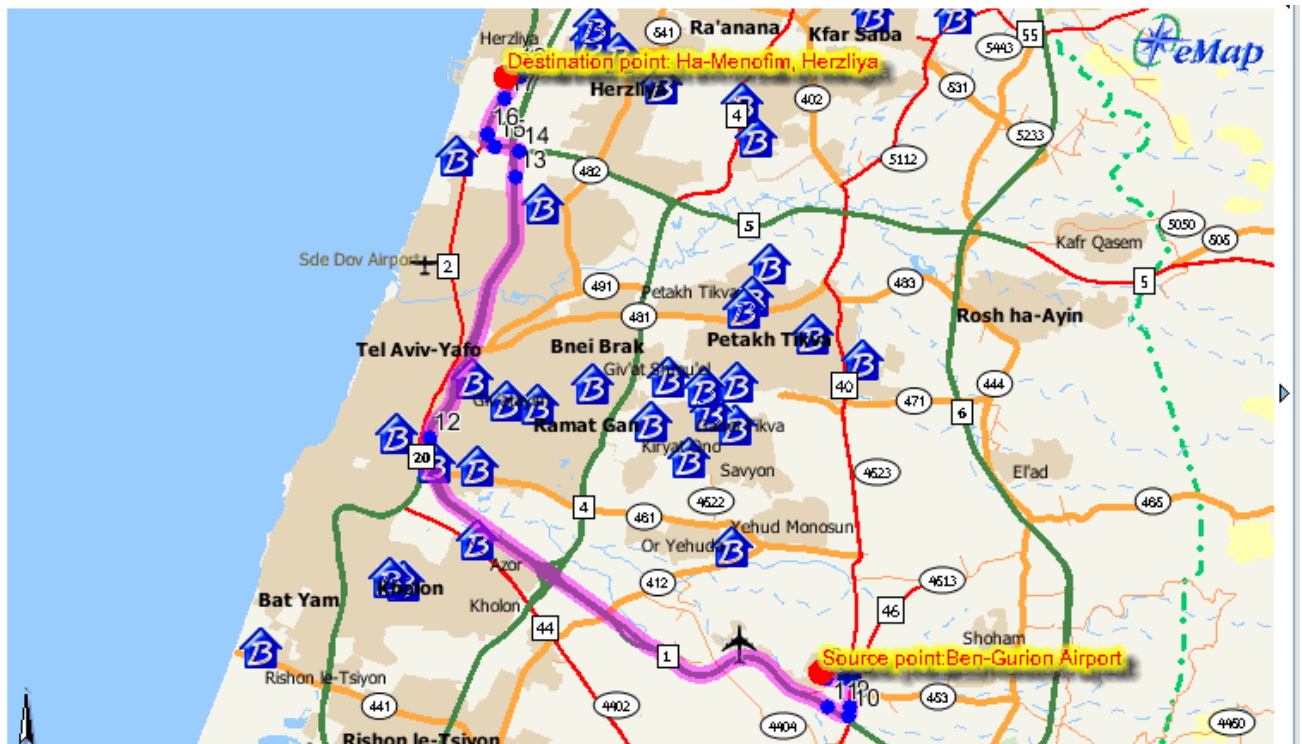 Ra'anana
541
Kfar Saba
55
5443
Herzliya
eMap
Destination point: Ha-Menofim, Herzliya
Herzliya
531
402
4
5233
16
14
13
482
5112
5
5050
505
Kafr Qasem
Sde Dov Airport
2
5
491
Petakh Tikva
483
481
Rosh ha-Ayin
Tel Aviv-Yafo
Bnei Brak
Petakh Tikva
Giv'at Shmu'el
40
444
471
6
12
Ramat Gan
Kiryat Ono
20
Savyon
El'ad
4623
4622
465
4
461
Yehud Monosun
Or Yehuda
Azor
412
4613
Kholon
Bat Yam
Kholon
46
44
Shoham
1
Source point:Ben-Gurion Airport
Rishon le-Tsiyon
10
453
441
4402
4404
4460
Rishon le-Tsiyon